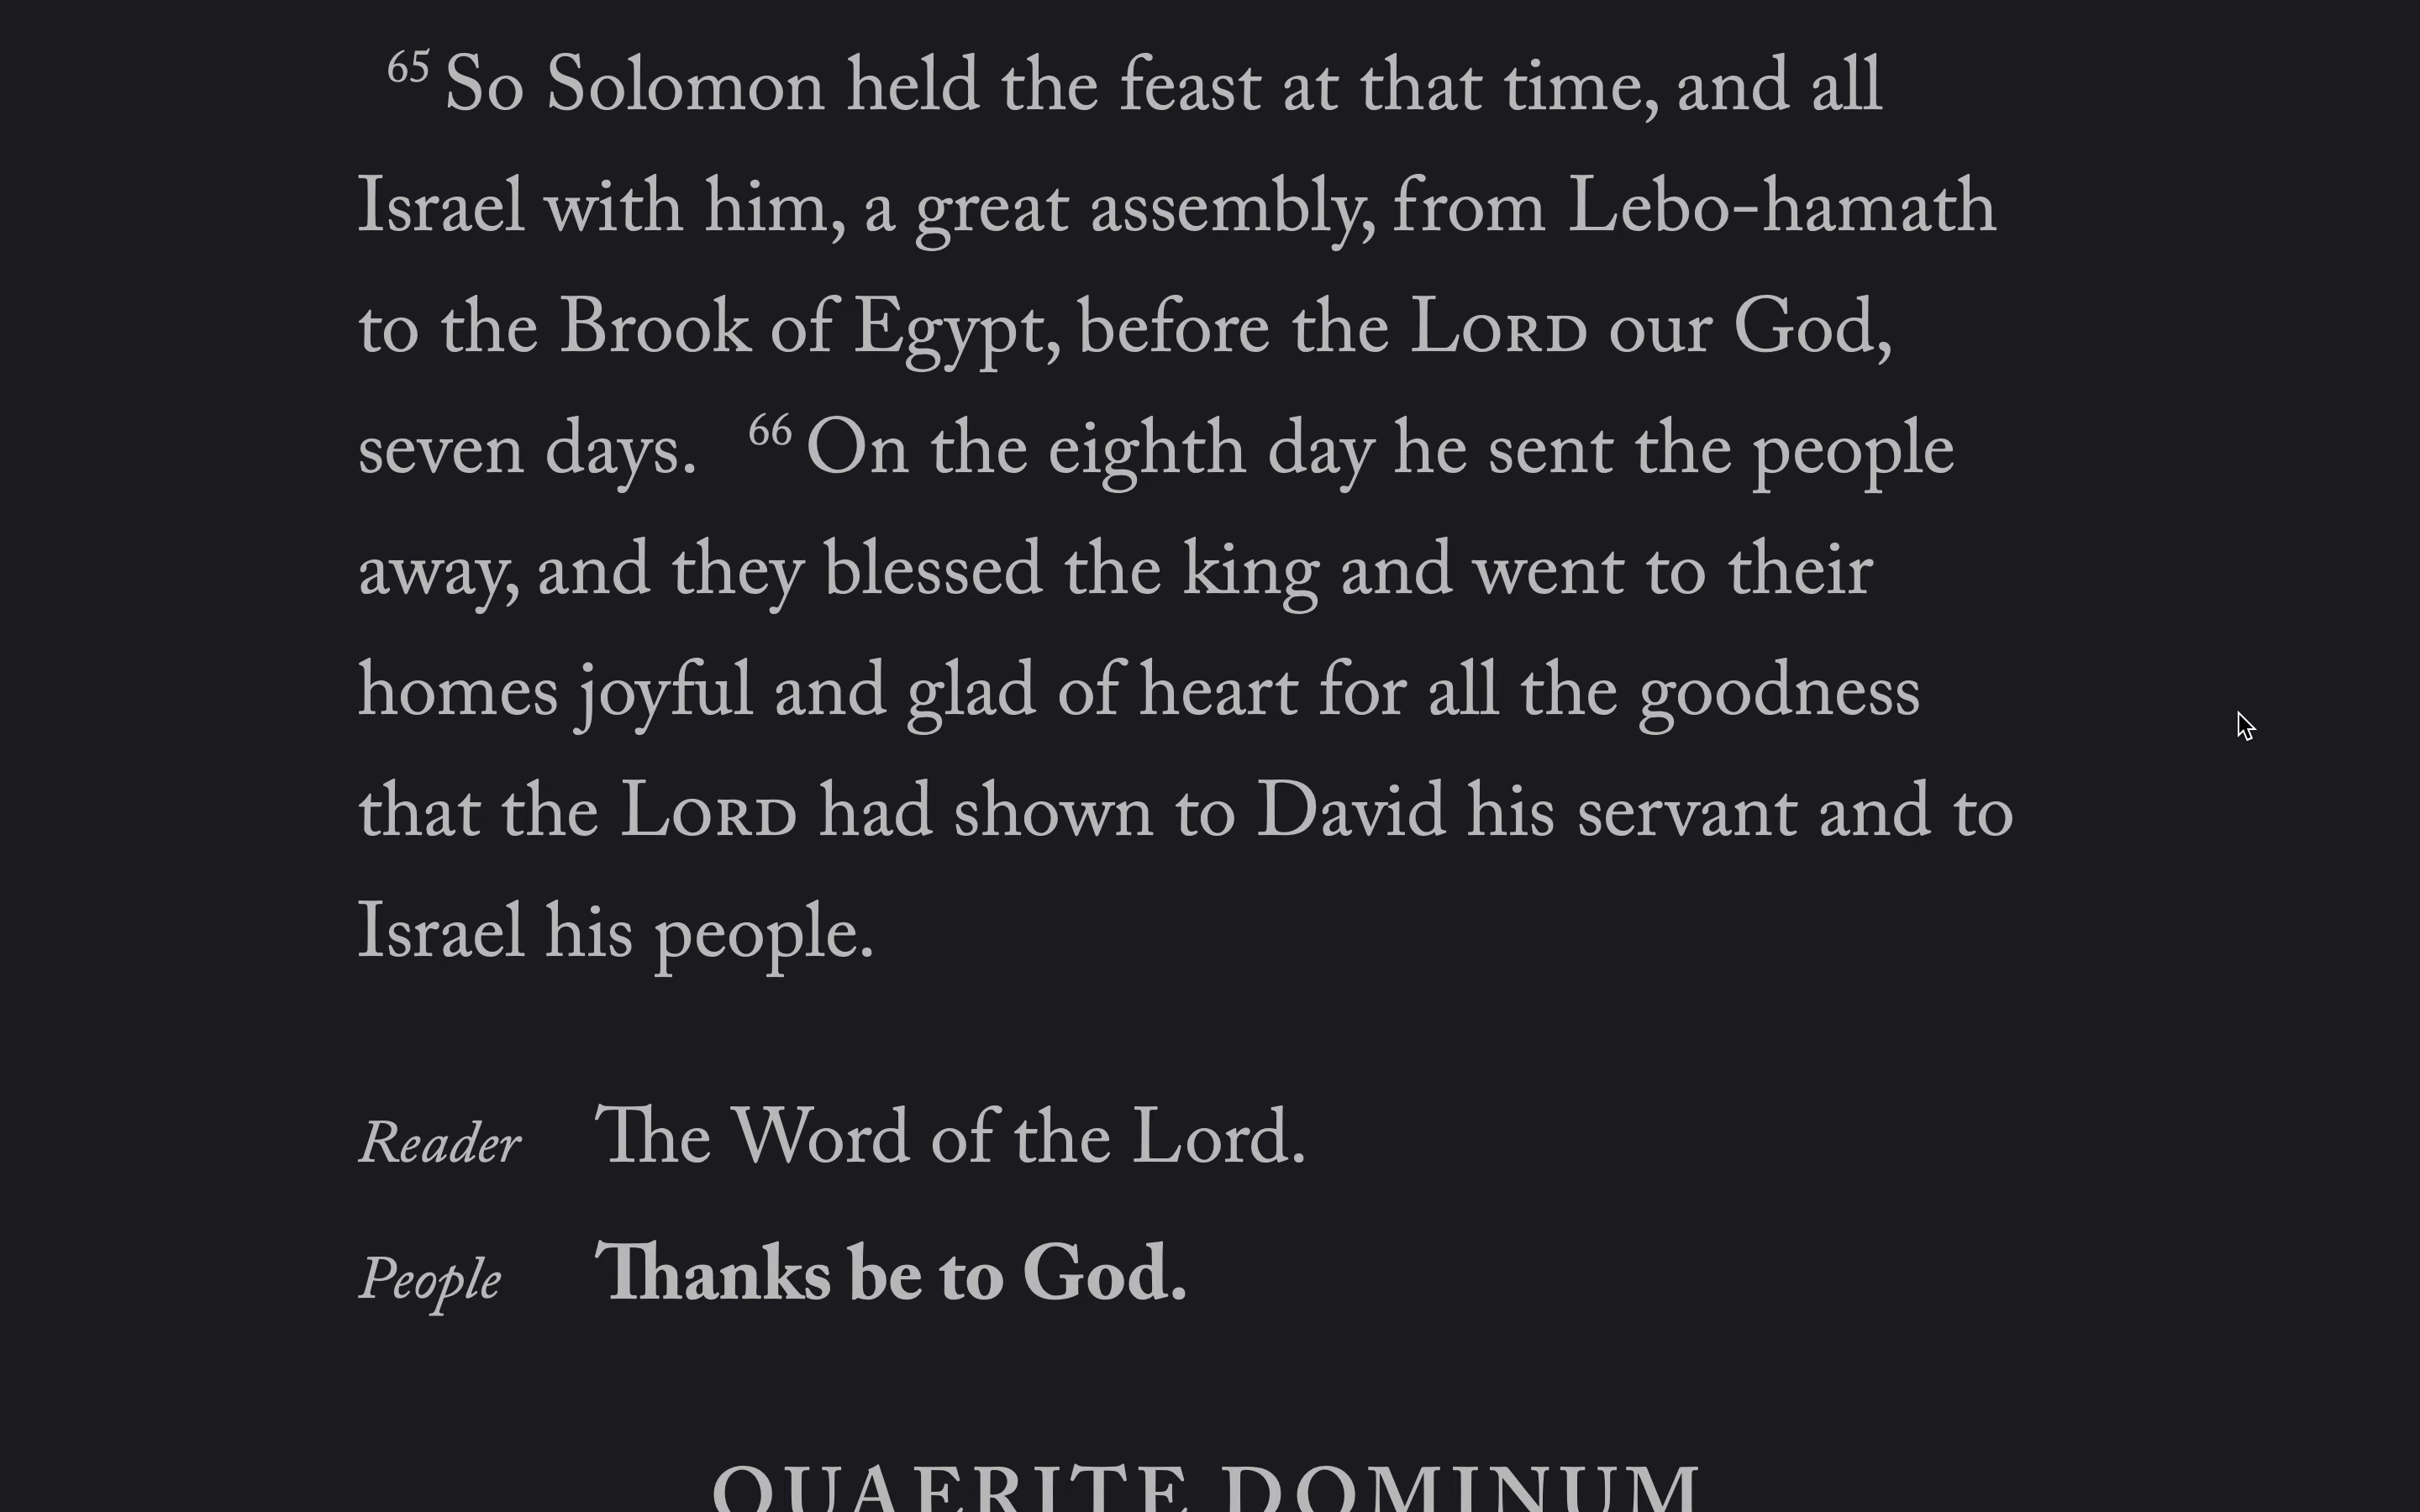 65 So Solomon held the feast at that time, and all
Israel with him, a great assembly, from Lebo-hamath
to the Brook of Egypt, before the LORD our God,
seven days. 66 On the eighth day he sent the people
away, and they blessed the king and went to their
homes joyful and glad of heart for all the goodness
that the LORD had shown to David his servant and to
Israel his people.
Reader The Word of the Lord.
People Thanks be to God.
QUAERITE DOMINUM